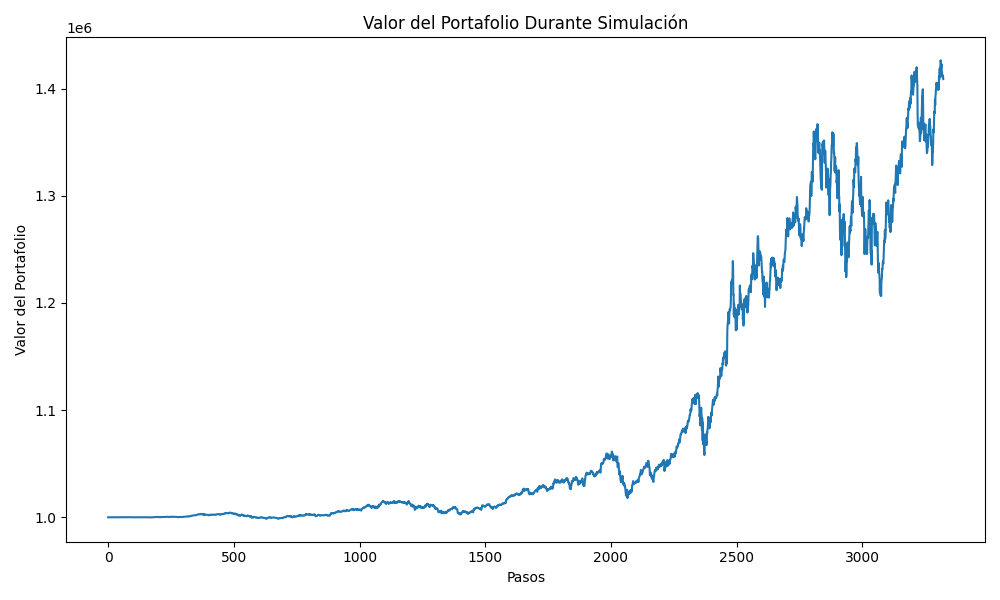 Valor del Portafolio Durante Simulación
1e6
1.4
1.3
1.2
1.1
1.0
Valor del Portafolio
0 500 1000 1500 2000 2500 3000
Pasos